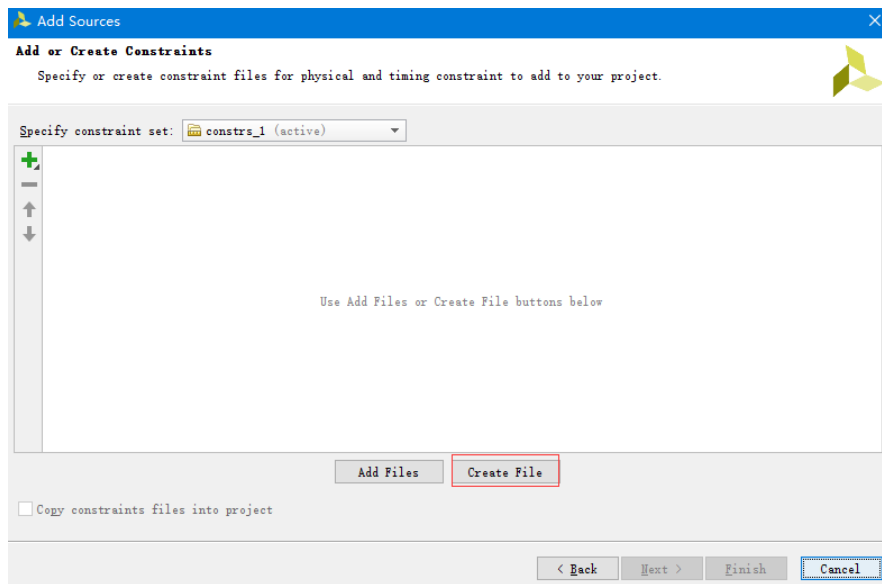 Add Sources
Add or Create Constraints
Specify or create constraint files for physical and timing constraint to add to your project.
Specify constraint set: constrs_1 (active)
Use Add Files or Create File buttons below
Add Files Create File
Copy constraints files into project
< Back Next > Finish Cancel